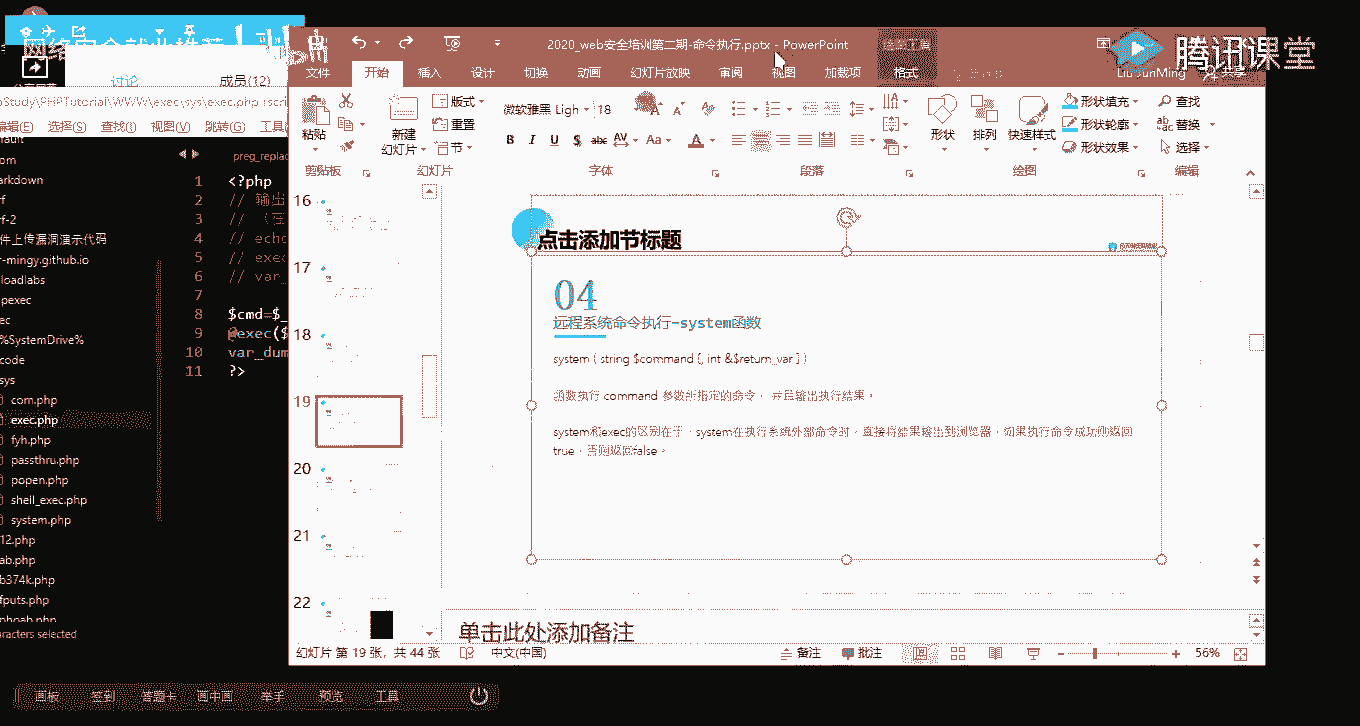 网络安全就业推荐
腾讯课堂
2020_web安全培训第二期-命令执行.pptx - PowerPoint
Liu JunMing
共享
文件 开始 插入 设计 切换 动画 幻灯片放映 审阅 视图 加载项 格式
讨论 成员(12)
Study\PHPTutorial\WWW\exec\sys\exec.php
编辑(E) 选择(S) 查找(I) 视图(V) 跳转(G) 工具
粘贴
新建
幻灯片
版式
重置
节
微软雅黑 Ligh 18
形状 排列 快速样式
形状填充
形状轮廓
形状效果
查找
替换
选择
剪贴板 幻灯片 字体 段落 绘图 编辑
arkdown
f-2
件上传漏洞演示代码
r-mingy.github.io
loadlabs
pexec
ec
%SystemDrive%
code
sys
com.php
exec.php
fyh.php
passthru.php
popen.php
shell_exec.php
system.php
12.php
ab.php
b374k.php
fputs.php
aracters selected
preg_replac
1 <?php
2 // 输出
3 //
4 // echo
5 // exec
6 // var_
7
8 $cmd=$_
9 @exec($
10 var_dum
11 ?>
16
17
18
19
20
21
22
点击添加节标题
04
远程系统命令执行-system函数
system ( string $command [, int &$return_var ] )
函数执行 command 参数所指定的命令， 并且输出执行结果。
system和exec的区别在于，system在执行系统外部命令时，直接将结果输出到浏览器，如果执行命令成功则返回
true，否则返回false。
单击此处添加备注
幻灯片 第 19 张，共 44 张 中文(中国) 备注 批注 56%
画板 签到 答题卡 画中画 举手 预览 工具